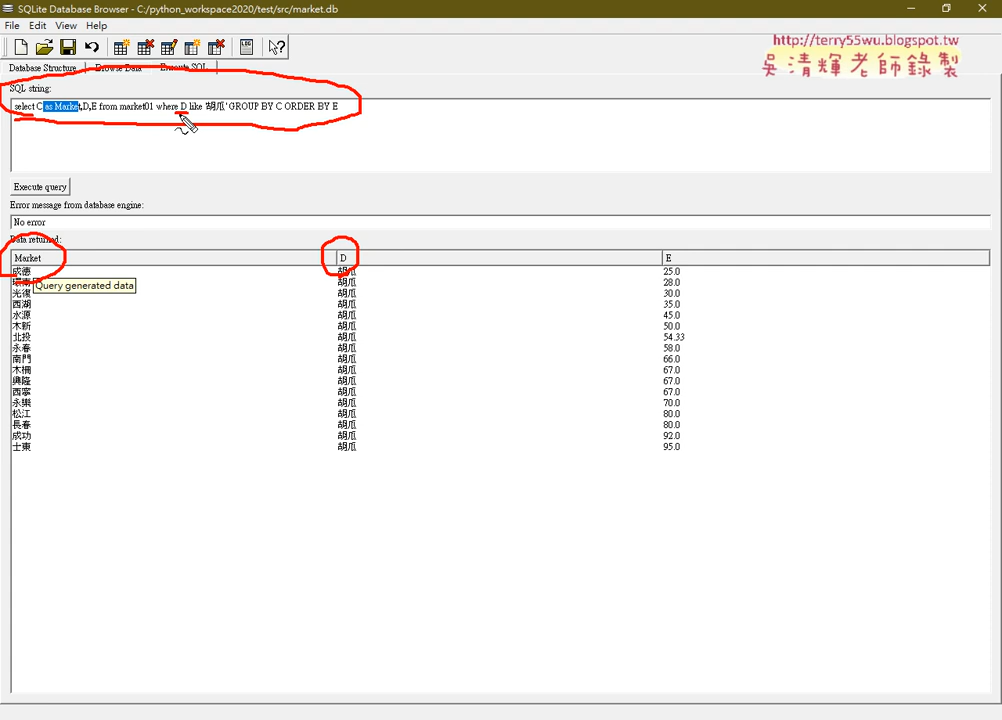 SQLite Database Browser - C:/python_workspace2020/test/src/market.db
File Edit View Help
http://terry55wu.blogspot.tw
吳清輝老師錄製
LOG
Database Structure Browse Data Execute SQL
SQL string:
select C as Market,D,E from market01 where D like '胡瓜' GROUP BY C ORDER BY E
Execute query
Error message from database engine:
No error
Data returned:
Market D E
成德 胡瓜 25.0
環南 胡瓜 28.0
Query generated data
光復 胡瓜 30.0
西湖 胡瓜 35.0
水源 胡瓜 45.0
木新 胡瓜 50.0
北投 胡瓜 54.33
永春 胡瓜 58.0
南門 胡瓜 66.0
木柵 胡瓜 67.0
興隆 胡瓜 67.0
西寧 胡瓜 67.0
永樂 胡瓜 70.0
松江 胡瓜 80.0
長春 胡瓜 80.0
成功 胡瓜 92.0
士東 胡瓜 95.0